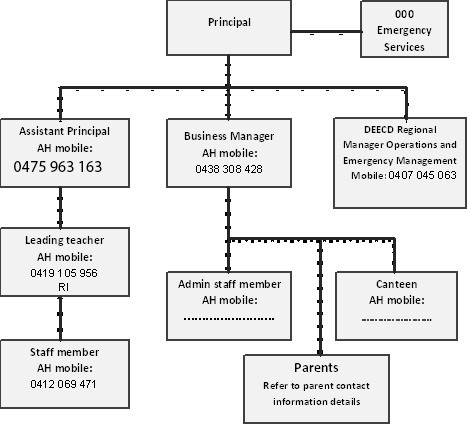 Principal
000
Emergency
Services
Assistant Principal
AH mobile:
0475 963 163
Business Manager
AH mobile:
0438 308 428
DEECD Regional
Manager Operations and
Emergency Management
Mobile: 0407 045 063
Leading teacher
AH mobile:
0419 105 956
RI
Admin staff member
AH mobile:
........................
Canteen
AH mobile:
....................
Staff member
AH mobile:
0412 069 471
Parents
Refer to parent contact
information details